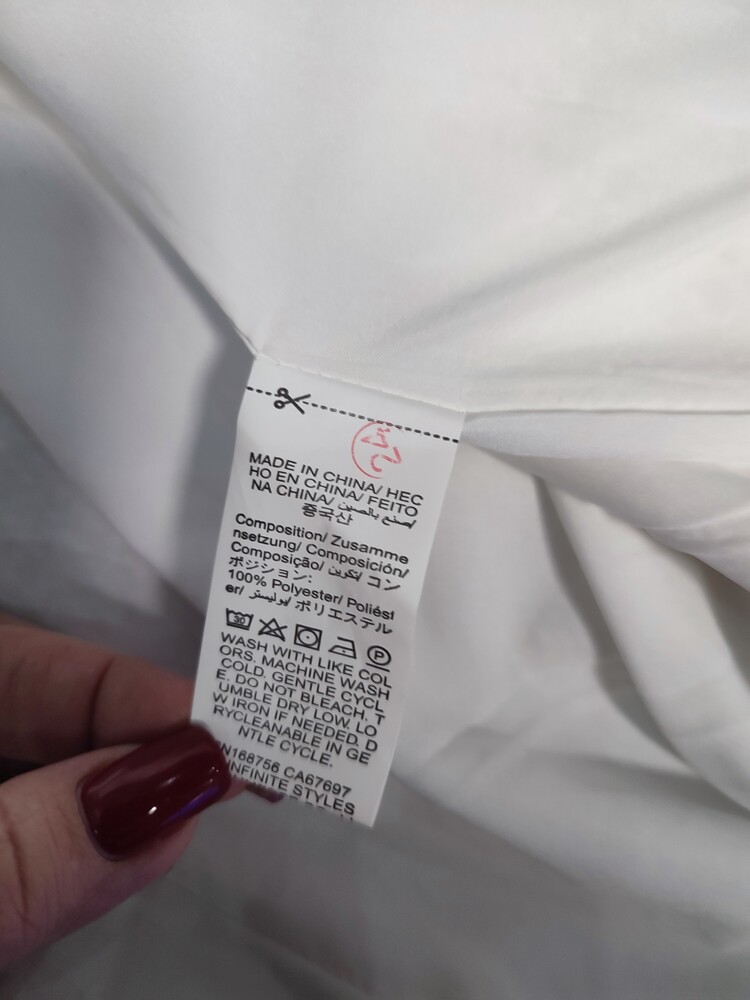 MADE IN CHINA/ HEC
HO EN CHINA/ FEITO
NA CHINA/ صنع بالصين/
중국산
Composition/ Zusamme
nsetzung/ Composición/
Composição/ تكوين/ コン
ポジション:
100% Polyester/ Poliést
er/ بوليستر/ ポリエステル
30 P
WASH WITH LIKE COL
ORS, MACHINE WASH
COLD, GENTLE CYCL
E, DO NOT BLEACH, T
UMBLE DRY LOW, LO
W IRON IF NEEDED, D
RYCLEANABLE IN GE
NTLE CYCLE.
RN168756 CA67697
INFINITE STYLES